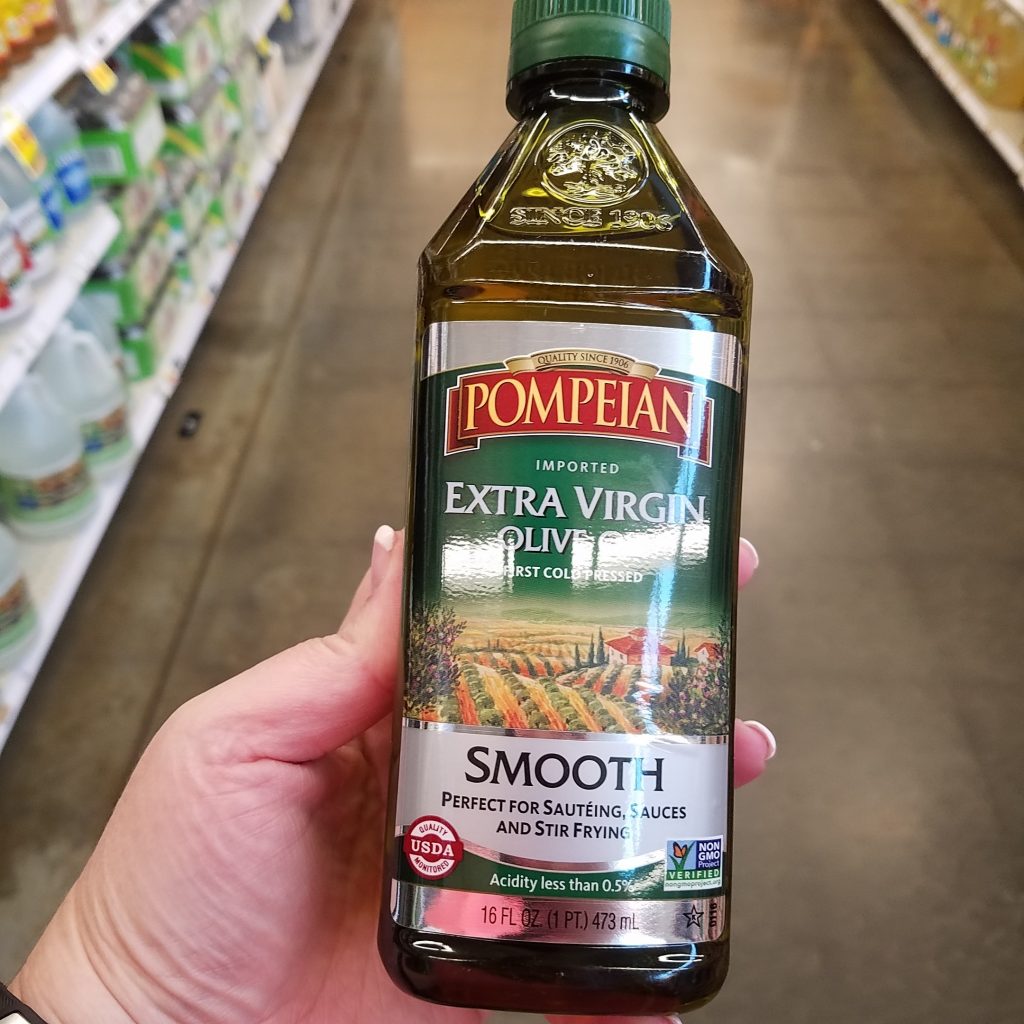 SINCE 1906
QUALITY SINCE 1906
POMPEIAN
IMPORTED
EXTRA VIRGIN
OLIVE
FIRST COLD PRESSED
SMOOTH
PERFECT FOR SAUTÉING, SAUCES
AND STIR FRYING
QUALITY
USDA
MONITORED
NON
GMO
Project
VERIFIED
nongmoproject.org
Acidity less than 0.5%
16 FL OZ. (1 PT.) 473 mL